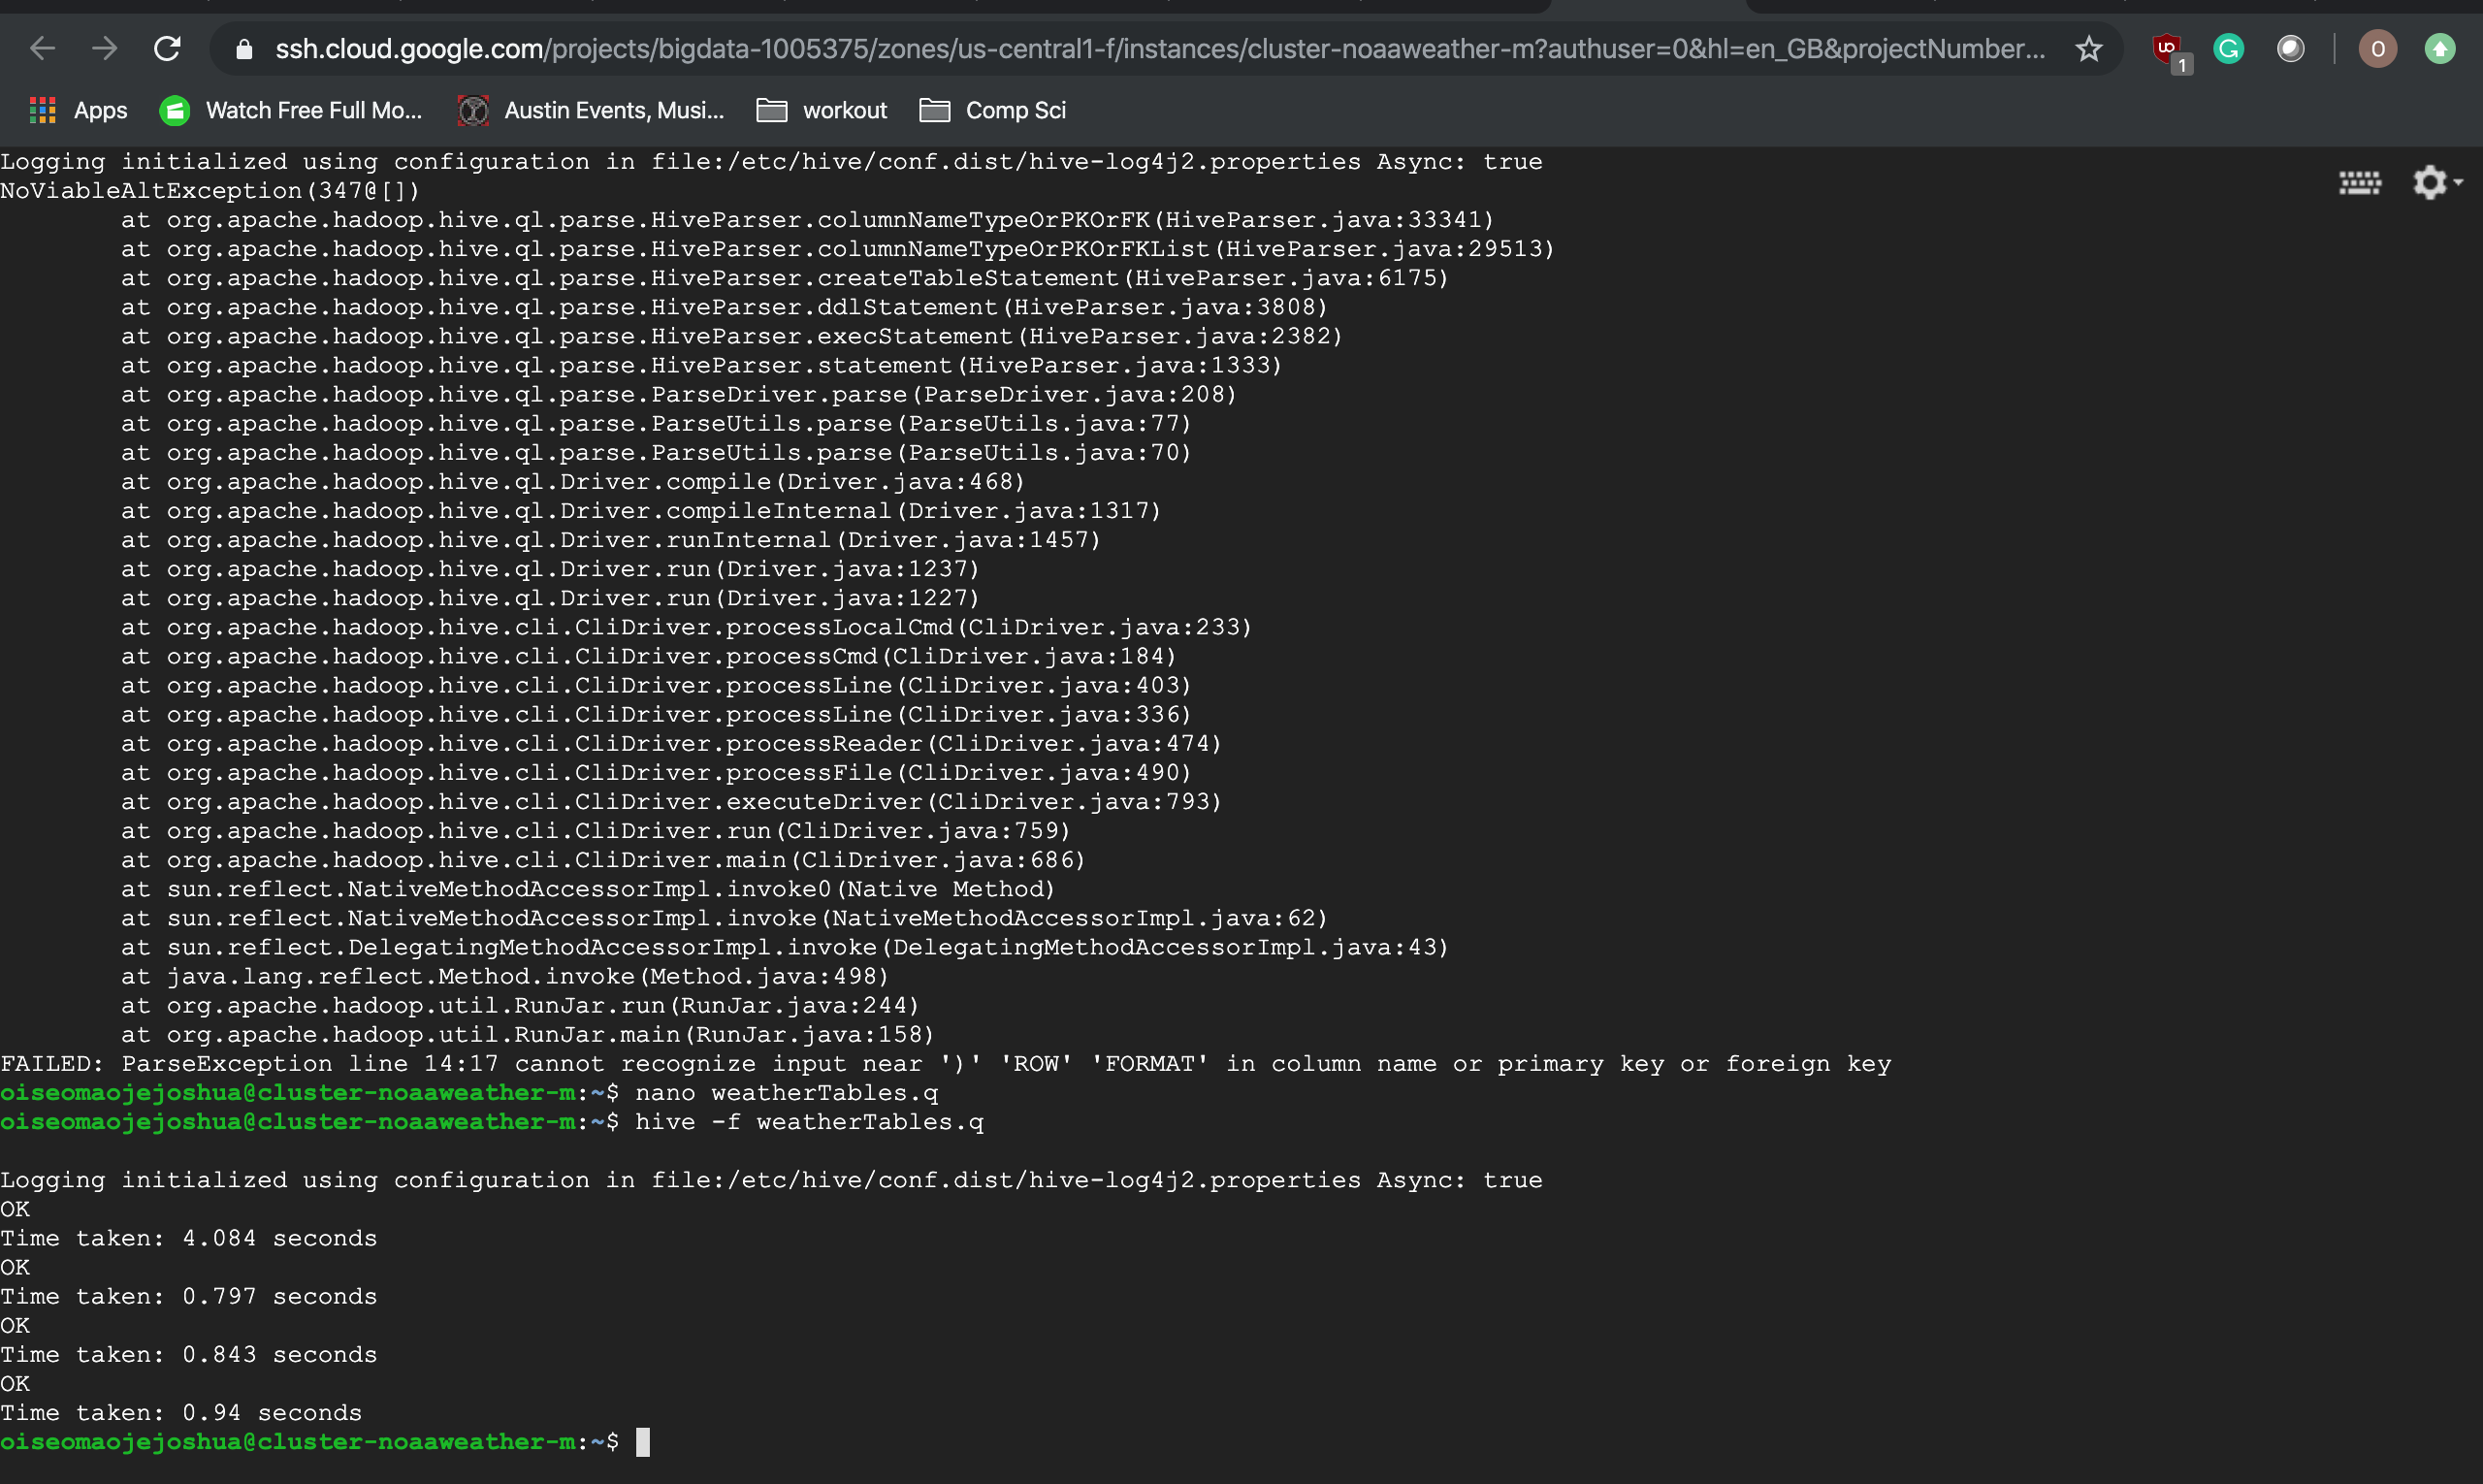 ssh.cloud.google.com/projects/bigdata-1005375/zones/us-central1-f/instances/cluster-noaaweather-m?authuser=0&hl=en_GB&projectNumber...
1
O
Apps Watch Free Full Mo... Austin Events, Musi... workout Comp Sci
Logging initialized using configuration in file:/etc/hive/conf.dist/hive-log4j2.properties Async: true
NoViableAltException(347@[])
at org.apache.hadoop.hive.ql.parse.HiveParser.columnNameTypeOrPKOrFK(HiveParser.java:33341)
at org.apache.hadoop.hive.ql.parse.HiveParser.columnNameTypeOrPKOrFKList(HiveParser.java:29513)
at org.apache.hadoop.hive.ql.parse.HiveParser.createTableStatement(HiveParser.java:6175)
at org.apache.hadoop.hive.ql.parse.HiveParser.ddlStatement(HiveParser.java:3808)
at org.apache.hadoop.hive.ql.parse.HiveParser.execStatement(HiveParser.java:2382)
at org.apache.hadoop.hive.ql.parse.HiveParser.statement(HiveParser.java:1333)
at org.apache.hadoop.hive.ql.parse.ParseDriver.parse(ParseDriver.java:208)
at org.apache.hadoop.hive.ql.parse.ParseUtils.parse(ParseUtils.java:77)
at org.apache.hadoop.hive.ql.parse.ParseUtils.parse(ParseUtils.java:70)
at org.apache.hadoop.hive.ql.Driver.compile(Driver.java:468)
at org.apache.hadoop.hive.ql.Driver.compileInternal(Driver.java:1317)
at org.apache.hadoop.hive.ql.Driver.runInternal(Driver.java:1457)
at org.apache.hadoop.hive.ql.Driver.run(Driver.java:1237)
at org.apache.hadoop.hive.ql.Driver.run(Driver.java:1227)
at org.apache.hadoop.hive.cli.CliDriver.processLocalCmd(CliDriver.java:233)
at org.apache.hadoop.hive.cli.CliDriver.processCmd(CliDriver.java:184)
at org.apache.hadoop.hive.cli.CliDriver.processLine(CliDriver.java:403)
at org.apache.hadoop.hive.cli.CliDriver.processLine(CliDriver.java:336)
at org.apache.hadoop.hive.cli.CliDriver.processReader(CliDriver.java:474)
at org.apache.hadoop.hive.cli.CliDriver.processFile(CliDriver.java:490)
at org.apache.hadoop.hive.cli.CliDriver.executeDriver(CliDriver.java:793)
at org.apache.hadoop.hive.cli.CliDriver.run(CliDriver.java:759)
at org.apache.hadoop.hive.cli.CliDriver.main(CliDriver.java:686)
at sun.reflect.NativeMethodAccessorImpl.invoke0(Native Method)
at sun.reflect.NativeMethodAccessorImpl.invoke(NativeMethodAccessorImpl.java:62)
at sun.reflect.DelegatingMethodAccessorImpl.invoke(DelegatingMethodAccessorImpl.java:43)
at java.lang.reflect.Method.invoke(Method.java:498)
at org.apache.hadoop.util.RunJar.run(RunJar.java:244)
at org.apache.hadoop.util.RunJar.main(RunJar.java:158)
FAILED: ParseException line 14:17 cannot recognize input near ')' 'ROW' 'FORMAT' in column name or primary key or foreign key
oiseomaojejoshua@cluster-noaaweather-m:~$ nano weatherTables.q
oiseomaojejoshua@cluster-noaaweather-m:~$ hive -f weatherTables.q
Logging initialized using configuration in file:/etc/hive/conf.dist/hive-log4j2.properties Async: true
OK
Time taken: 4.084 seconds
OK
Time taken: 0.797 seconds
OK
Time taken: 0.843 seconds
OK
Time taken: 0.94 seconds
oiseomaojejoshua@cluster-noaaweather-m:~$